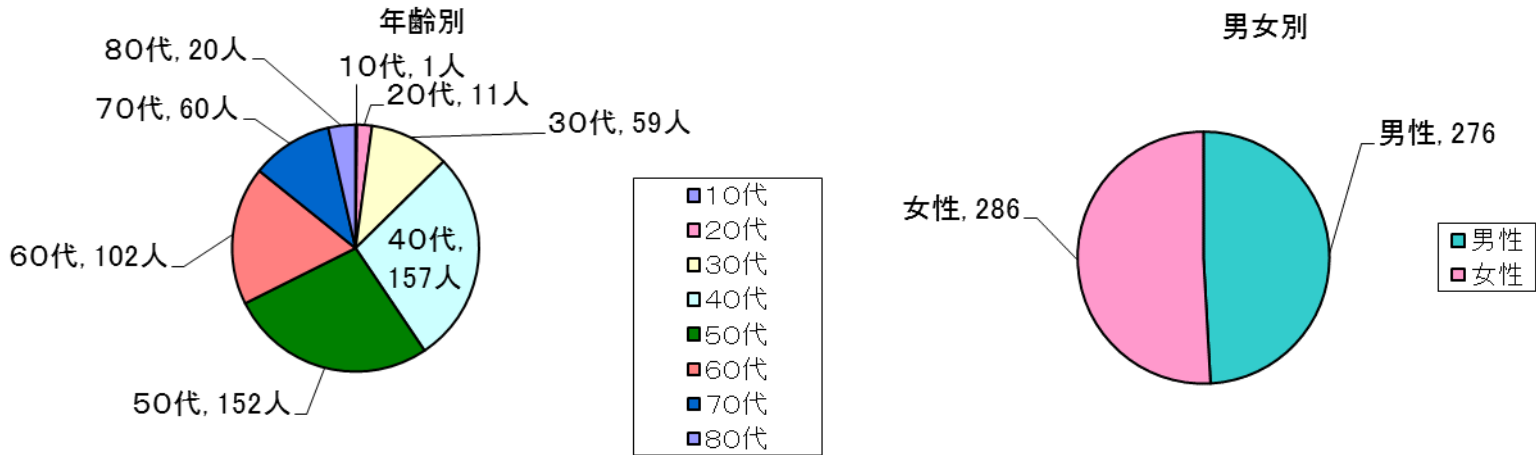 年齢別
80代, 20人
10代, 1人
20代, 11人
70代, 60人
30代, 59人
40代,
157人
60代, 102人
50代, 152人
10代
20代
30代
40代
50代
60代
70代
80代
男女別
男性, 276
女性, 286
男性
女性